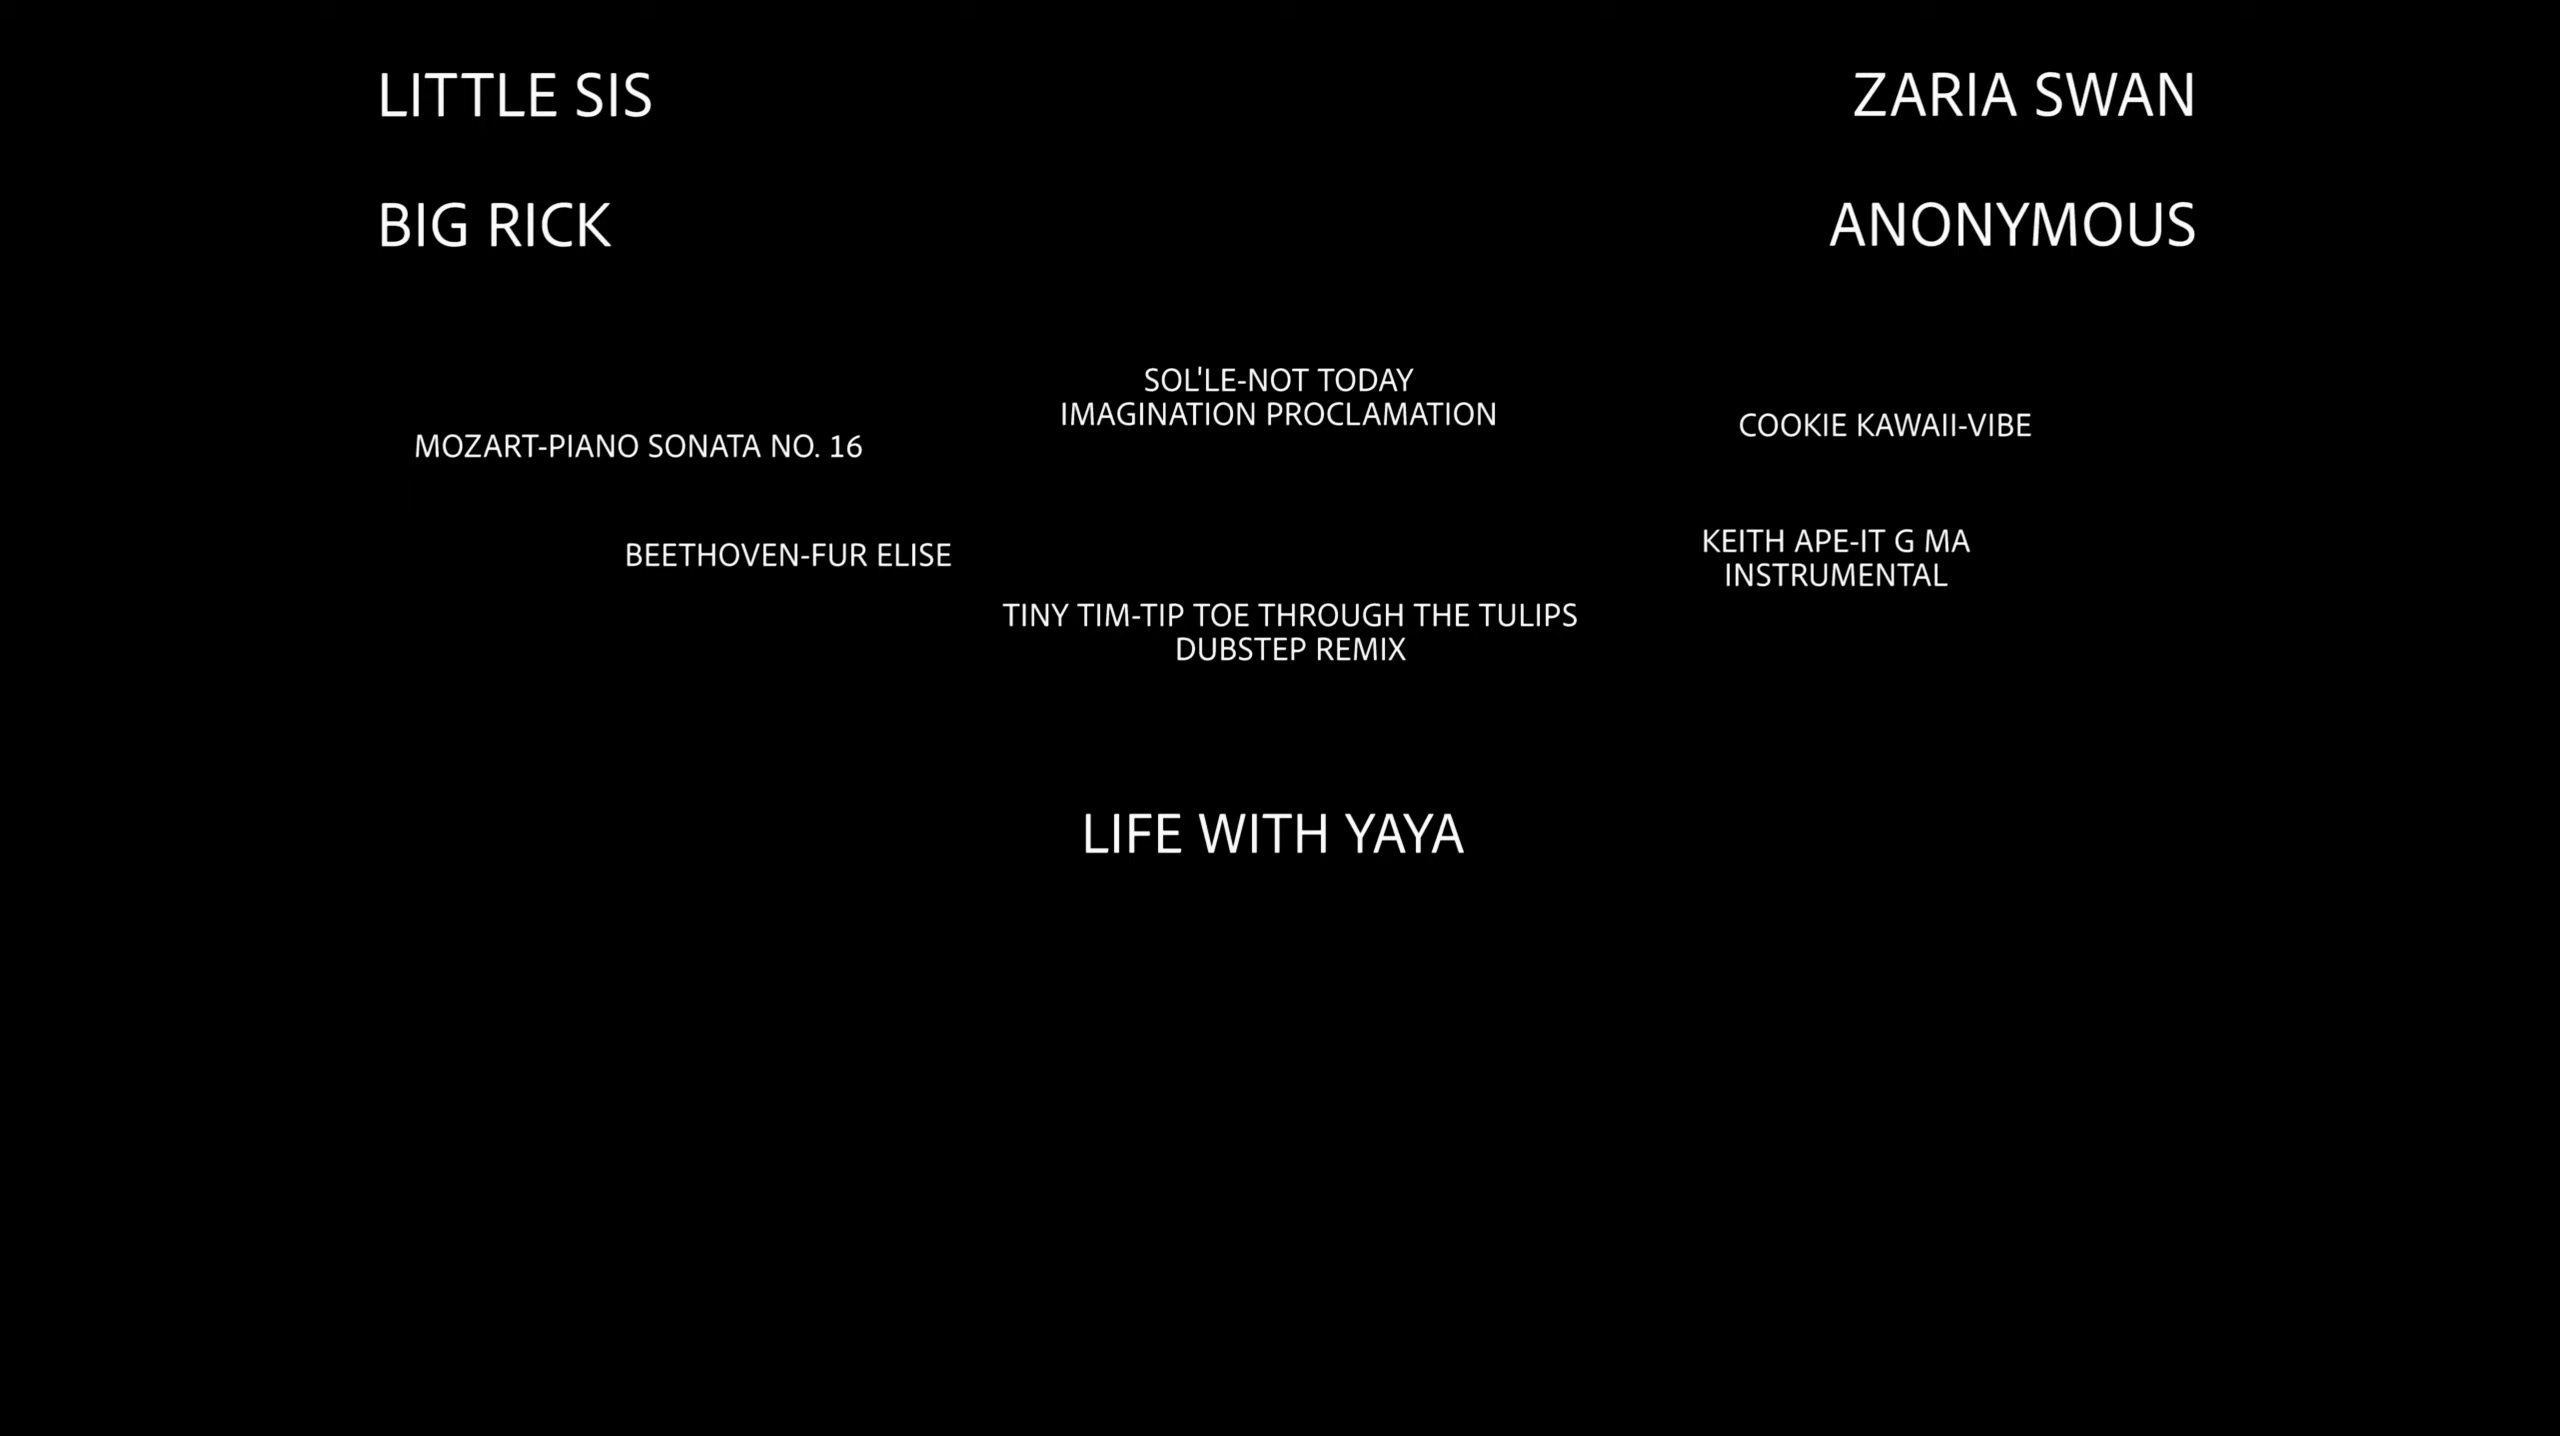 LITTLE SIS
ZARIA SWAN
BIG RICK
ANONYMOUS
SOL'LE-NOT TODAY
IMAGINATION PROCLAMATION
COOKIE KAWAII-VIBE
MOZART-PIANO SONATA NO. 16
BEETHOVEN-FUR ELISE
KEITH APE-IT G MA
INSTRUMENTAL
TINY TIM-TIP TOE THROUGH THE TULIPS
DUBSTEP REMIX
LIFE WITH YAYA